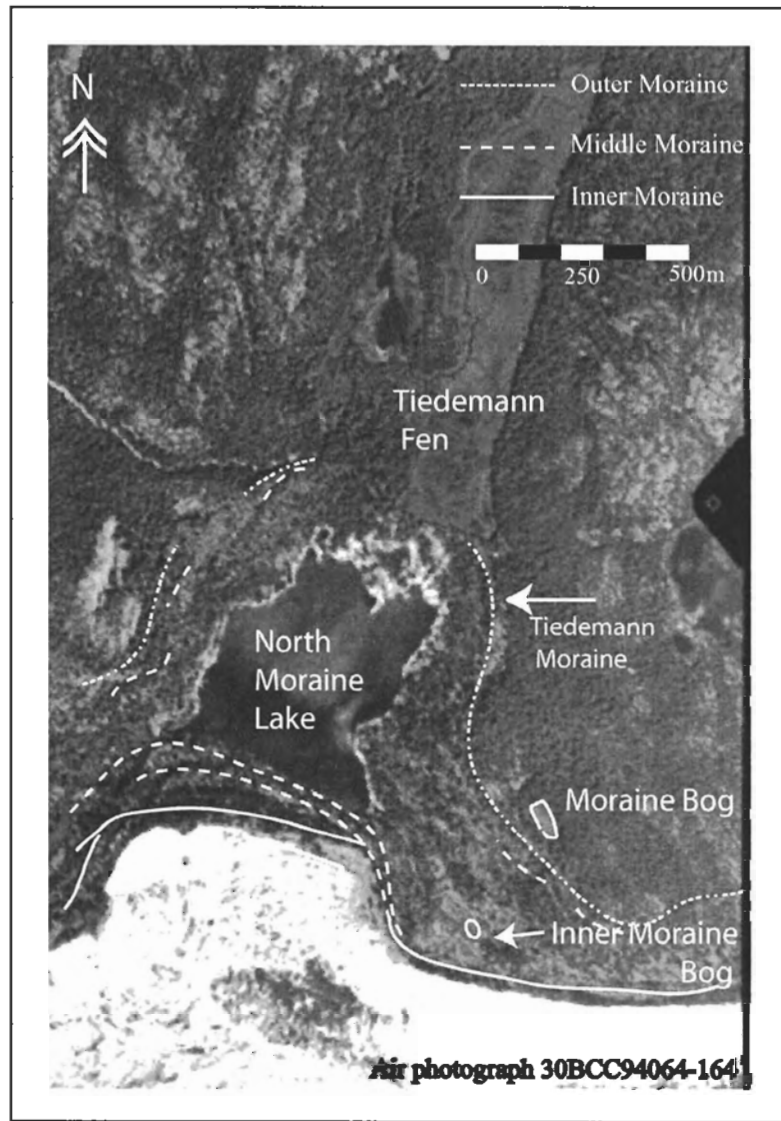 N
Outer Moraine
Middle Moraine
Inner Moraine
0 250 500m
Tiedemann
Fen
Tiedemann
Moraine
North
Moraine
Lake
Moraine Bog
Inner Moraine
Bog
Air photograph 30BCC94064-164